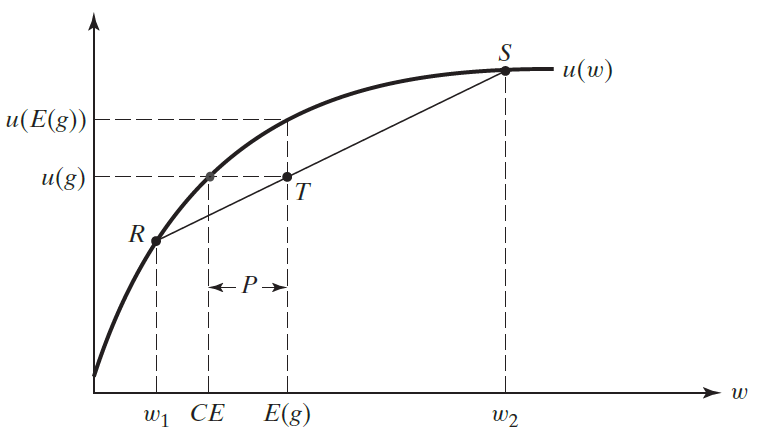 S
u(w)
u(E(g))
u(g)
T
R
P
w
w₁ CE E(g) w₂